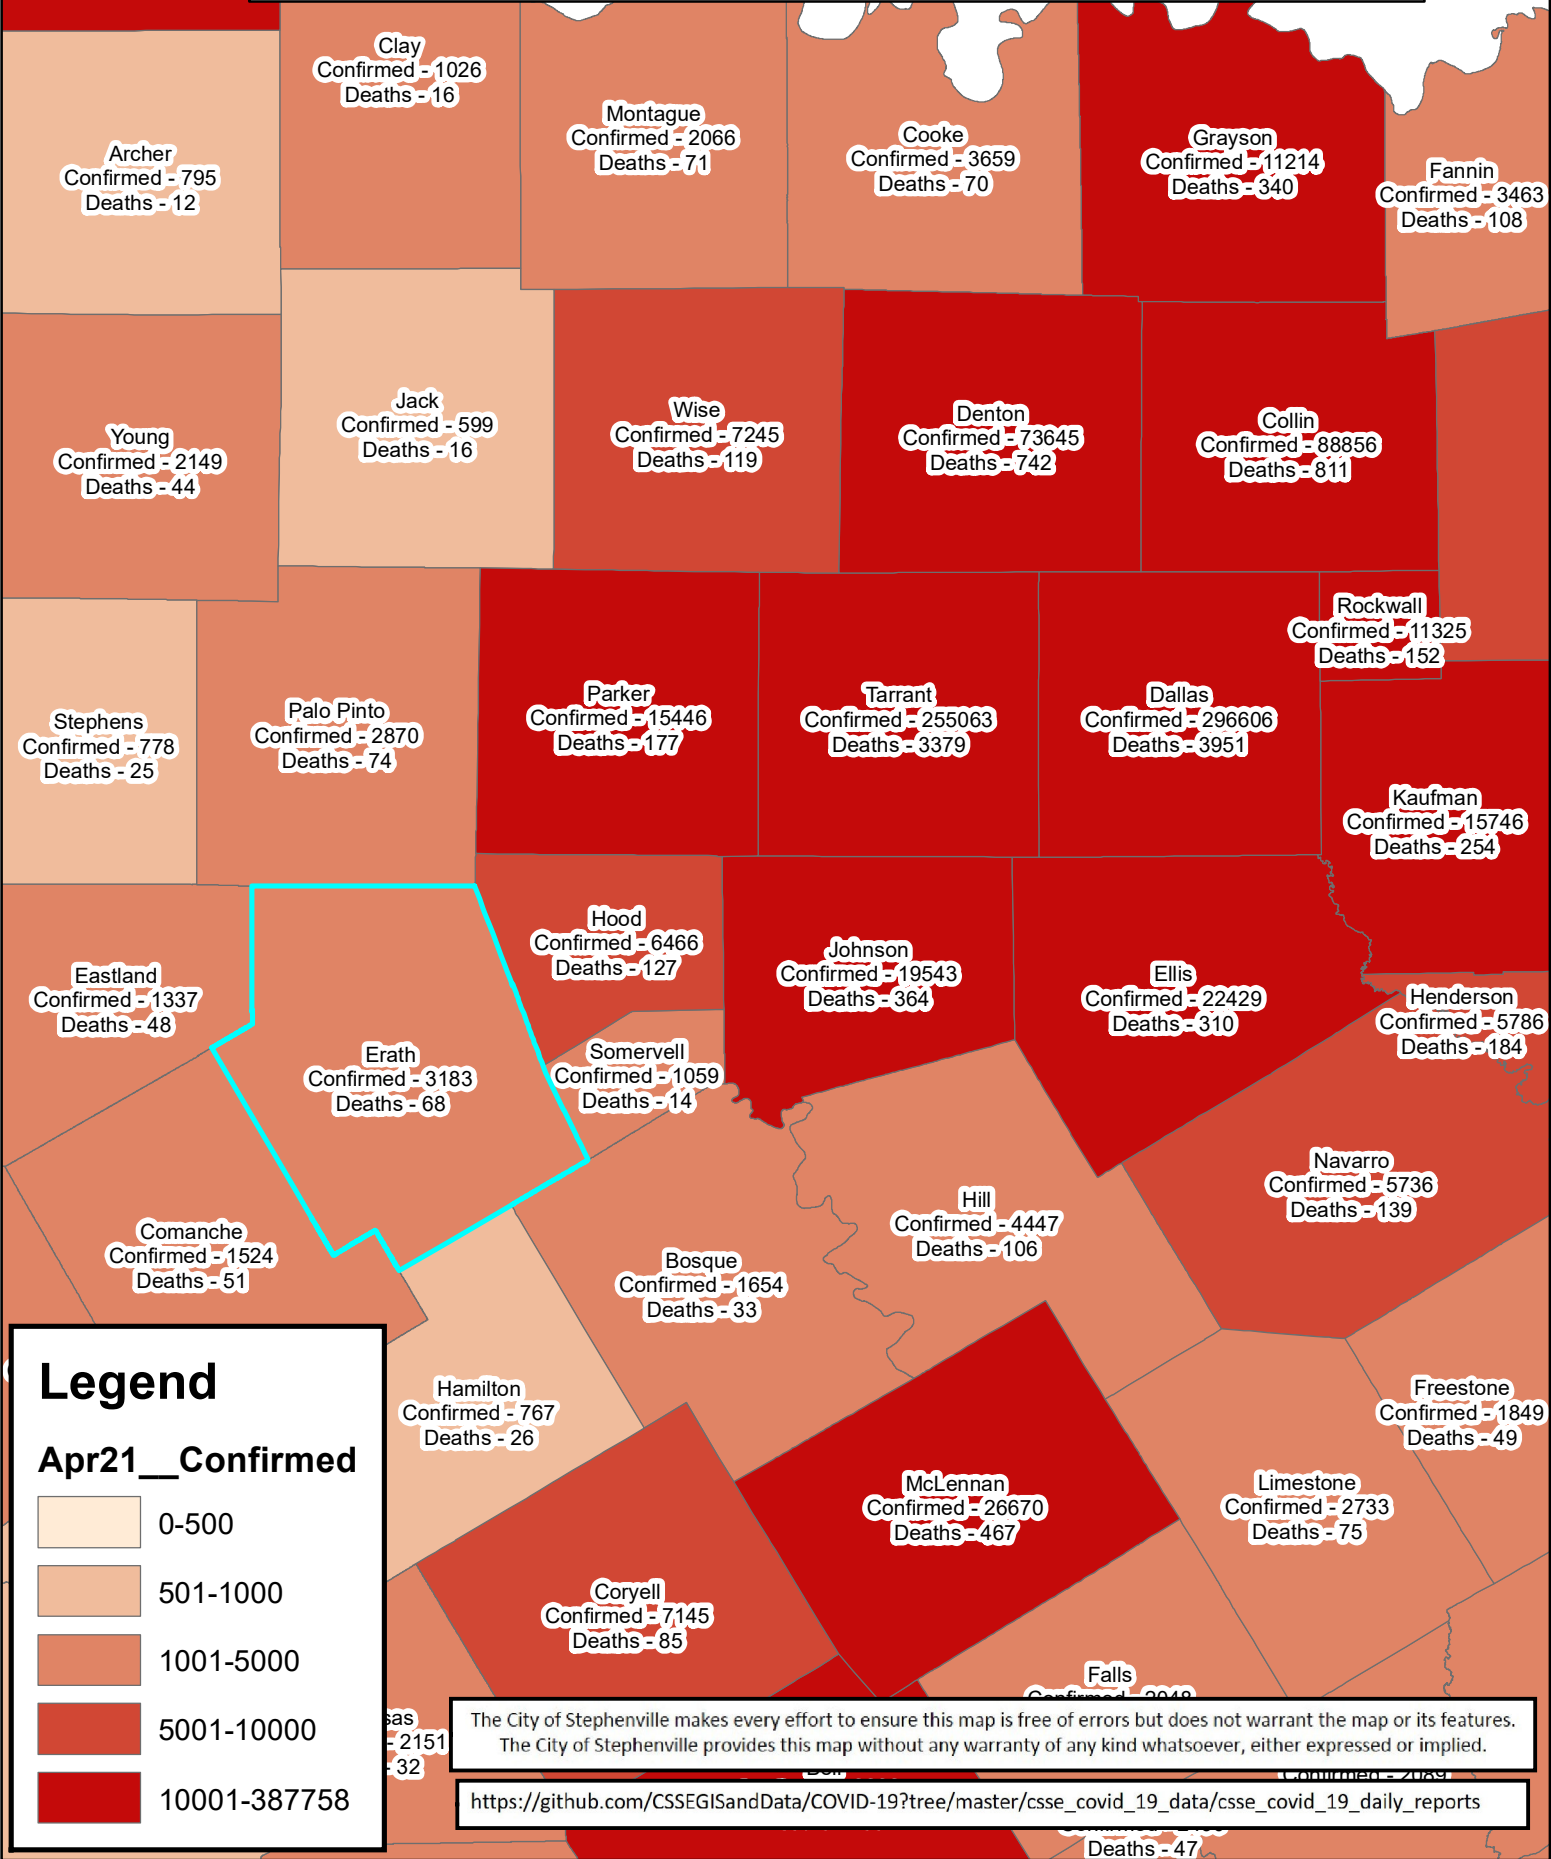 Clay
Confirmed - 1026
Deaths - 16
Montague
Confirmed - 2066
Deaths - 71
Cooke
Confirmed - 3659
Deaths - 70
Grayson
Confirmed - 11214
Deaths - 340
Archer
Confirmed - 795
Deaths - 12
Fannin
Confirmed - 3463
Deaths - 108
Young
Confirmed - 2149
Deaths - 44
Jack
Confirmed - 599
Deaths - 16
Wise
Confirmed - 7245
Deaths - 119
Denton
Confirmed - 73645
Deaths - 742
Collin
Confirmed - 88856
Deaths - 811
Rockwall
Confirmed - 11325
Deaths - 152
Stephens
Confirmed - 778
Deaths - 25
Palo Pinto
Confirmed - 2870
Deaths - 74
Parker
Confirmed - 15446
Deaths - 177
Tarrant
Confirmed - 255063
Deaths - 3379
Dallas
Confirmed - 296606
Deaths - 3951
Kaufman
Confirmed - 15746
Deaths - 254
Eastland
Confirmed - 1337
Deaths - 48
Hood
Confirmed - 6466
Deaths - 127
Johnson
Confirmed - 19543
Deaths - 364
Ellis
Confirmed - 22429
Deaths - 310
Henderson
Confirmed - 5786
Deaths - 184
Erath
Confirmed - 3183
Deaths - 68
Somervell
Confirmed - 1059
Deaths - 14
Comanche
Confirmed - 1524
Deaths - 51
Bosque
Confirmed - 1654
Deaths - 33
Hill
Confirmed - 4447
Deaths - 106
Navarro
Confirmed - 5736
Deaths - 139
Hamilton
Confirmed - 767
Deaths - 26
McLennan
Confirmed - 26670
Deaths - 467
Limestone
Confirmed - 2733
Deaths - 75
Freestone
Confirmed - 1849
Deaths - 49
Coryell
Confirmed - 7145
Deaths - 85
Falls
sas
- 2151
- 32
Deaths - 47
Legend
Apr21__Confirmed
0-500
501-1000
1001-5000
5001-10000
10001-387758
The City of Stephenville makes every effort to ensure this map is free of errors but does not warrant the map or its features.
The City of Stephenville provides this map without any warranty of any kind whatsoever, either expressed or implied.
https://github.com/CSSEGISandData/COVID-19?tree/master/csse_covid_19_data/csse_covid_19_daily_reports